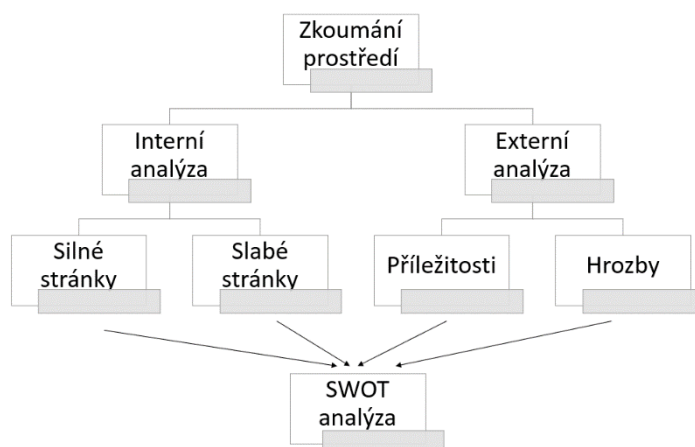 Zkoumání
prostředí
Interní
analýza
Externí
analýza
Silné
stránky
Slabé
stránky
Příležitosti
Hrozby
SWOT
analýza